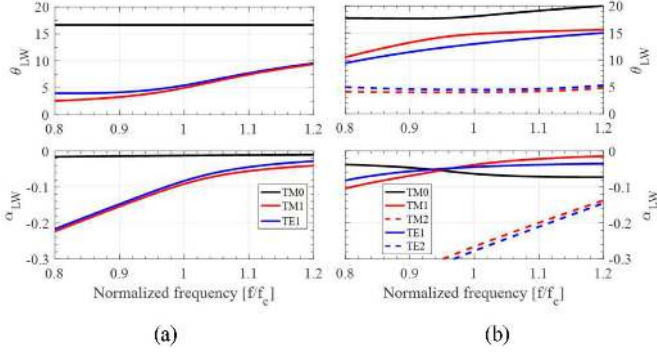 20
15
10
5
0
θLW
0.8
0.9
1
1.1
1.2
20
15
10
5
0
θLW
0.8
0.9
1
1.1
1.2
0
-0.1
-0.2
-0.3
αLW
TM0
TM1
TE1
0.8
0.9
1
1.1
1.2
Normalized frequency [f/fc]
0
-0.1
-0.2
-0.3
αLW
TM0
TM1
TM2
TE1
TE2
0.8
0.9
1
1.1
1.2
Normalized frequency [f/fc]
(a)
(b)